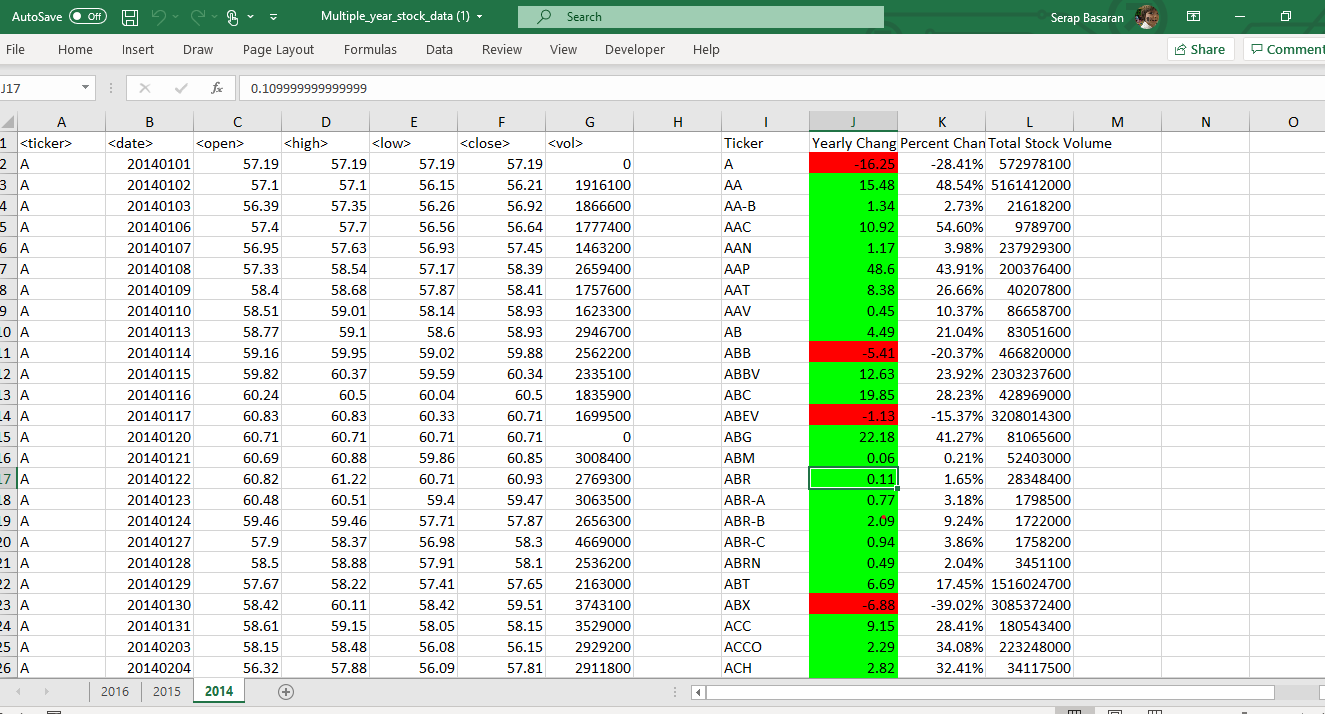 AutoSave Off Multiple_year_stock_data (1) Search Serap Basaran
File Home Insert Draw Page Layout Formulas Data Review View Developer Help Share Comment
J17 fx 0.109999999999999
A B C D E F G H I J K L M N O
1 <ticker> <date> <open> <high> <low> <close> <vol> Ticker Yearly Chang Percent Chan Total Stock Volume
2 A 20140101 57.19 57.19 57.19 57.19 0 A -16.25 -28.41% 572978100
3 A 20140102 57.1 57.1 56.15 56.21 1916100 AA 15.48 48.54% 5161412000
4 A 20140103 56.39 57.35 56.26 56.92 1866600 AA-B 1.34 2.73% 21618200
5 A 20140106 57.4 57.7 56.56 56.64 1777400 AAC 10.92 54.60% 9789700
6 A 20140107 56.95 57.63 56.93 57.45 1463200 AAN 1.17 3.98% 237929300
7 A 20140108 57.33 58.54 57.17 58.39 2659400 AAP 48.6 43.91% 200376400
8 A 20140109 58.4 58.68 57.87 58.41 1757600 AAT 8.38 26.66% 40207800
9 A 20140110 58.51 59.01 58.14 58.93 1623300 AAV 0.45 10.37% 86658700
10 A 20140113 58.77 59.1 58.6 58.93 2946700 AB 4.49 21.04% 83051600
11 A 20140114 59.16 59.95 59.02 59.88 2562200 ABB -5.41 -20.37% 466820000
12 A 20140115 59.82 60.37 59.59 60.34 2335100 ABBV 12.63 23.92% 2303237600
13 A 20140116 60.24 60.5 60.04 60.5 1835900 ABC 19.85 28.23% 428969000
14 A 20140117 60.83 60.83 60.33 60.71 1699500 ABEV -1.13 -15.37% 3208014300
15 A 20140120 60.71 60.71 60.71 60.71 0 ABG 22.18 41.27% 81065600
16 A 20140121 60.69 60.88 59.86 60.85 3008400 ABM 0.06 0.21% 52403000
17 A 20140122 60.82 61.22 60.71 60.93 2769300 ABR 0.11 1.65% 28348400
18 A 20140123 60.48 60.51 59.4 59.47 3063500 ABR-A 0.77 3.18% 1798500
19 A 20140124 59.46 59.46 57.71 57.87 2656300 ABR-B 2.09 9.24% 1722000
20 A 20140127 57.9 58.37 56.98 58.3 4669000 ABR-C 0.94 3.86% 1758200
21 A 20140128 58.5 58.88 57.91 58.1 2536200 ABRN 0.49 2.04% 3451100
22 A 20140129 57.67 58.22 57.41 57.65 2163000 ABT 6.69 17.45% 1516024700
23 A 20140130 58.42 60.11 58.42 59.51 3743100 ABX -6.88 -39.02% 3085372400
24 A 20140131 58.61 59.15 58.05 58.15 3529000 ACC 9.15 28.41% 180543400
25 A 20140203 58.15 58.48 56.08 56.15 2929200 ACCO 2.29 34.08% 223248000
26 A 20140204 56.32 57.88 56.09 57.81 2911800 ACH 2.82 32.41% 34117500
2016 2015 2014